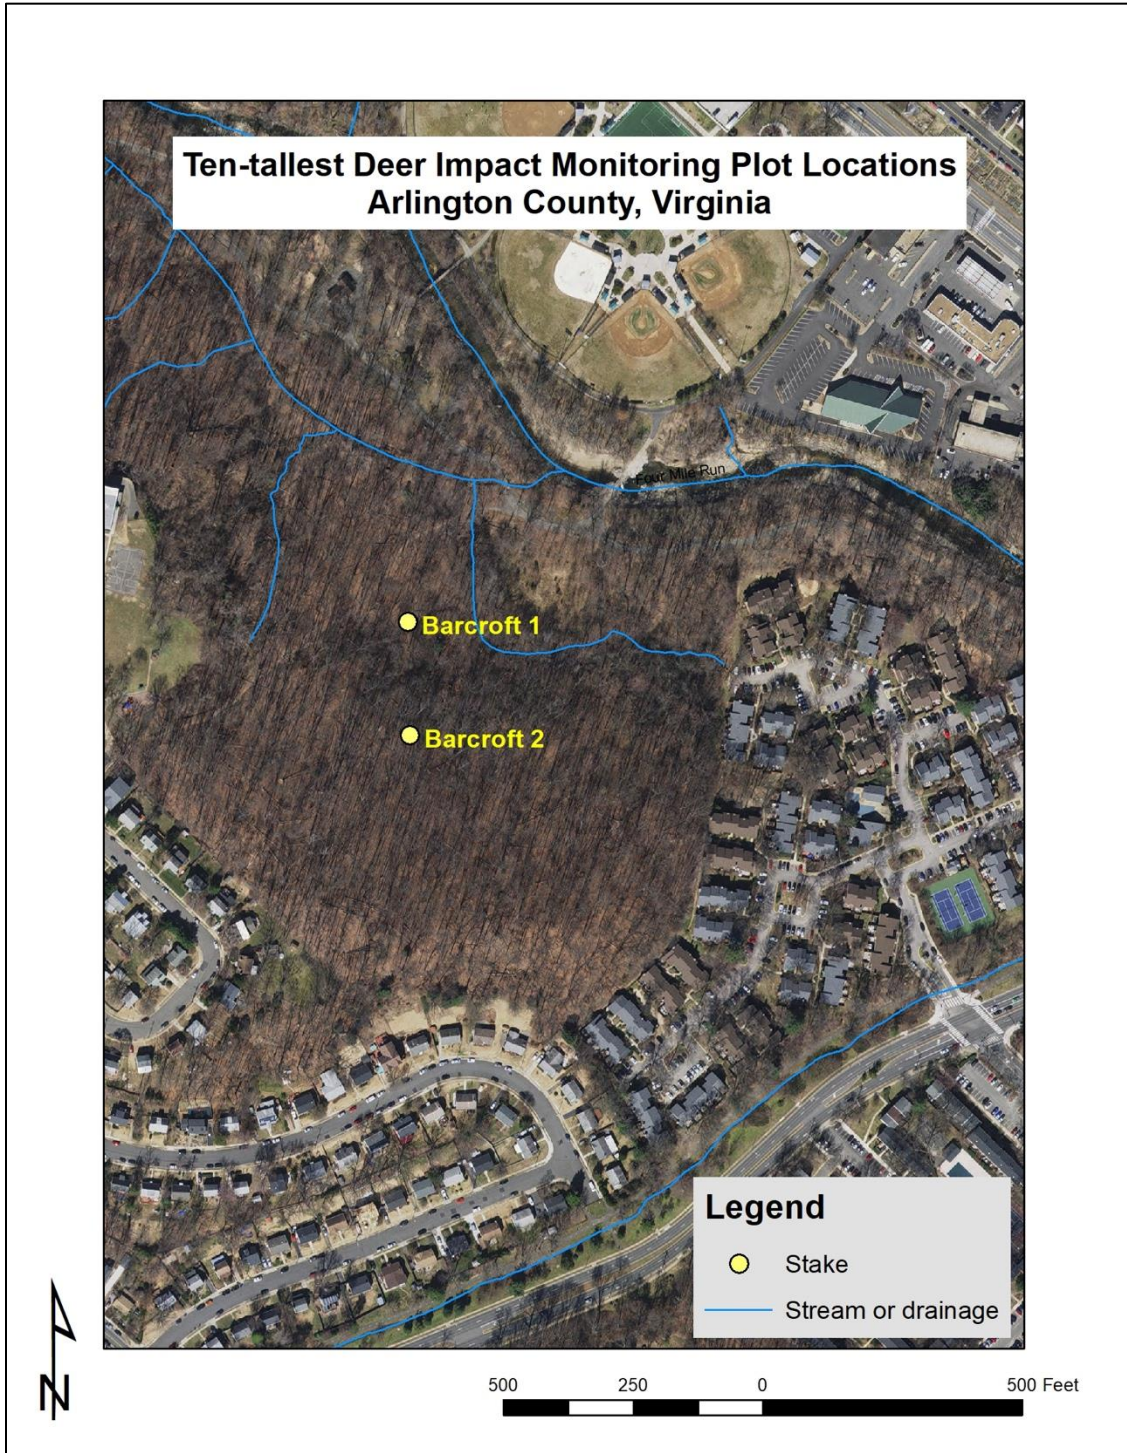 Ten-tallest Deer Impact Monitoring Plot Locations
Arlington County, Virginia
Four Mile Run
Barcroft 1
Barcroft 2
Legend
Stake
Stream or drainage
N
500 250 0 500 Feet